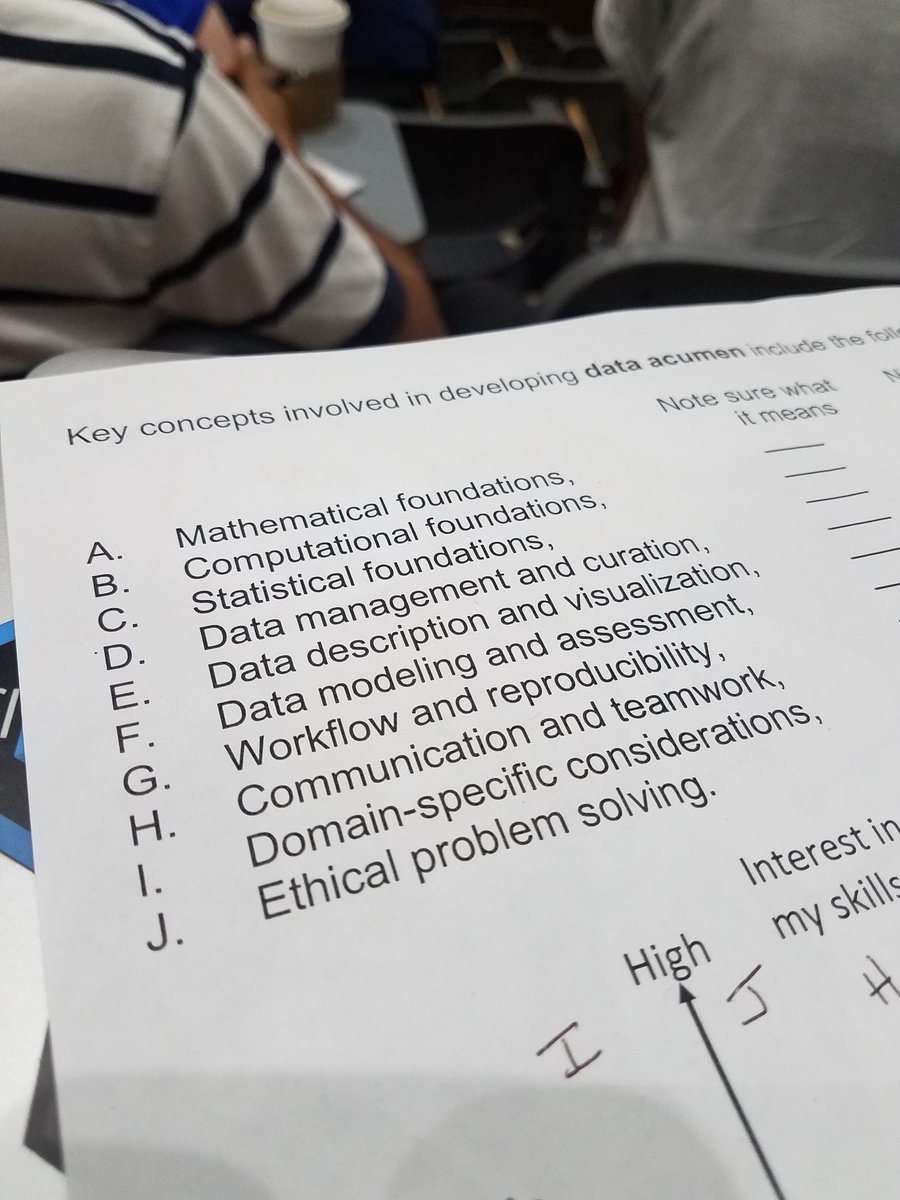 Key concepts involved in developing data acumen include the
Note sure what
it means
A. Mathematical foundations,
B. Computational foundations,
C. Statistical foundations,
D. Data management and curation,
E. Data description and visualization,
F. Data modeling and assessment,
G. Workflow and reproducibility,
H. Communication and teamwork,
I. Domain-specific considerations,
J. Ethical problem solving.
Interest in
my skills
High
I J H